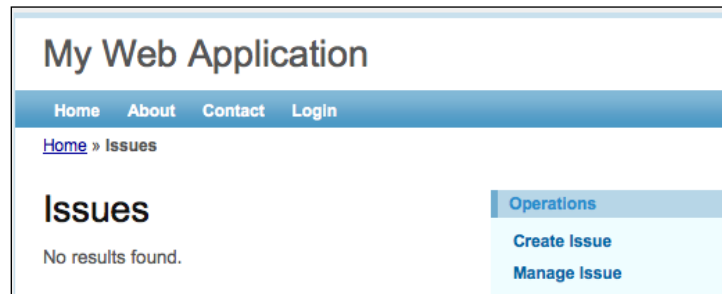 My Web Application
Home About Contact Login
Home » Issues
Issues
No results found.
Operations
Create Issue
Manage Issue